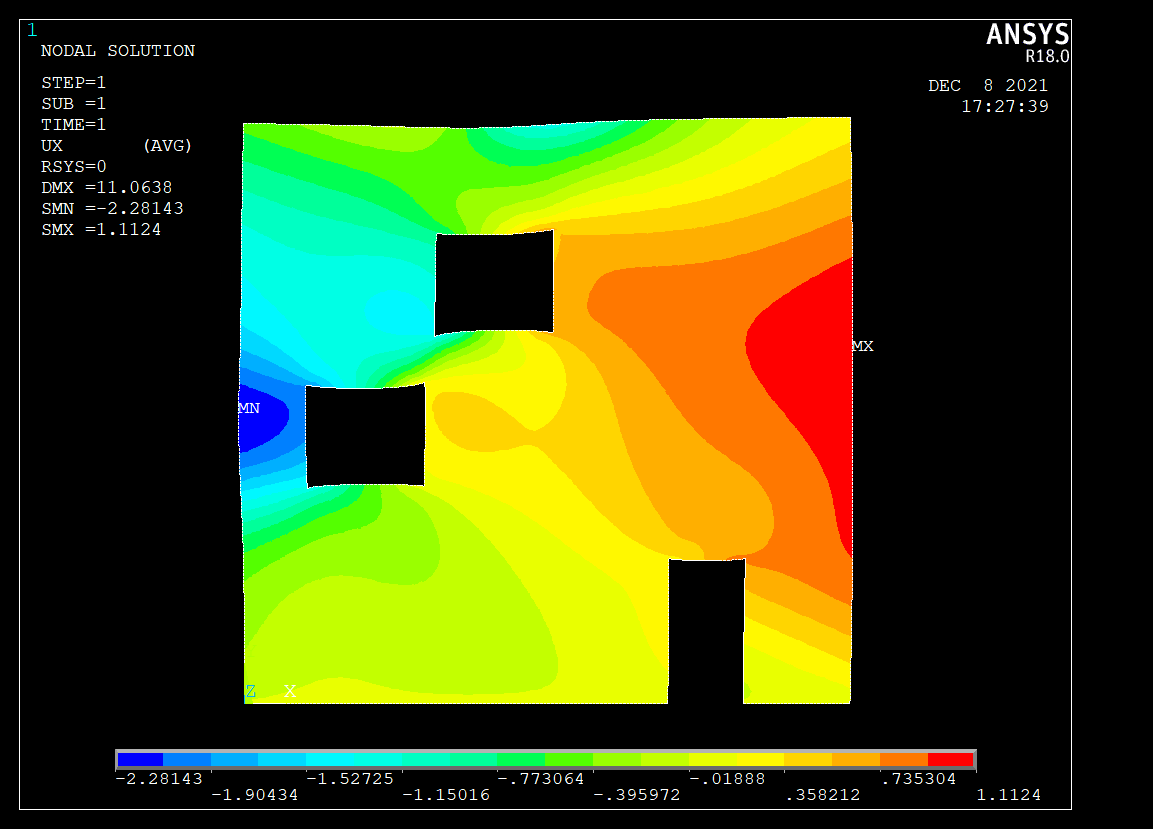 1
ANSYS
R18.0
NODAL SOLUTION
STEP=1
SUB =1
TIME=1
UX (AVG)
RSYS=0
DMX =11.0638
SMN =-2.28143
SMX =1.1124
DEC 8 2021
17:27:39
MX
MN
Z X
-2.28143 -1.52725 -.773064 -.01888 .735304
-1.90434 -1.15016 -.395972 .358212 1.1124